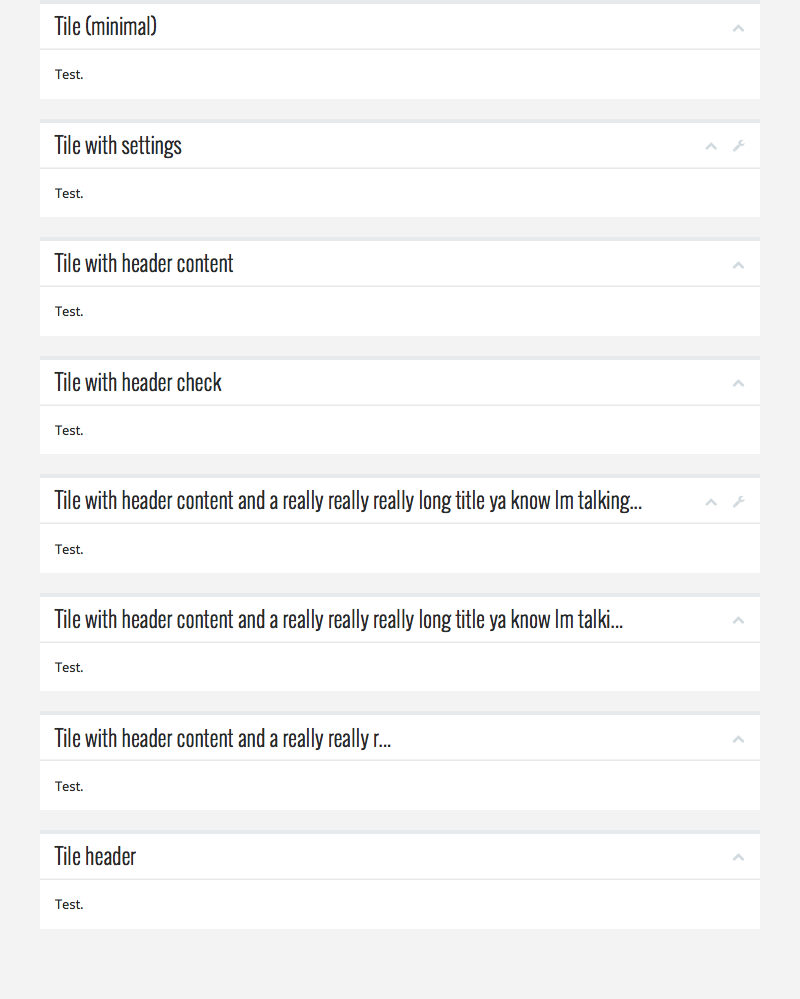 Tile (minimal)
Test.
Tile with settings
Test.
Tile with header content
Test.
Tile with header check
Test.
Tile with header content and a really really really long title ya know Im talking...
Test.
Tile with header content and a really really really long title ya know Im talki...
Test.
Tile with header content and a really really r...
Test.
Tile header
Test.